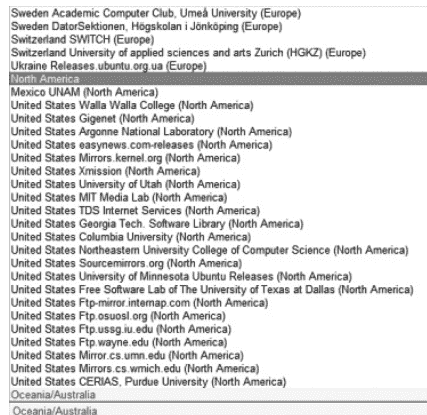 Sweden Academic Computer Club, Umeå University (Europe)
Sweden DatorSektionen, Högskolan i Jönköping (Europe)
Switzerland SWITCH (Europe)
Switzerland University of applied sciences and arts Zurich (HGKZ) (Europe)
Ukraine Releases.ubuntu.org.ua (Europe)
North America
Mexico UNAM (North America)
United States Walla Walla College (North America)
United States Gigenet (North America)
United States Argonne National Laboratory (North America)
United States easynews.com-releases (North America)
United States Mirrors.kernel.org (North America)
United States Xmission (North America)
United States University of Utah (North America)
United States MIT Media Lab (North America)
United States TDS Internet Services (North America)
United States Georgia Tech. Software Library (North America)
United States Columbia University (North America)
United States Northeastern University College of Computer Science (North America)
United States Sourcemirrors.org (North America)
United States University of Minnesota Ubuntu Releases (North America)
United States Free Software Lab of The University of Texas at Dallas (North America)
United States Ftp-mirror.internap.com (North America)
United States Ftp.osuosl.org (North America)
United States Ftp.ussg.iu.edu (North America)
United States Ftp.wayne.edu (North America)
United States Mirror.cs.umn.edu (North America)
United States Mirrors.cs.wmich.edu (North America)
United States CERIAS, Purdue University (North America)
Oceania/Australia
Oceania/Australia